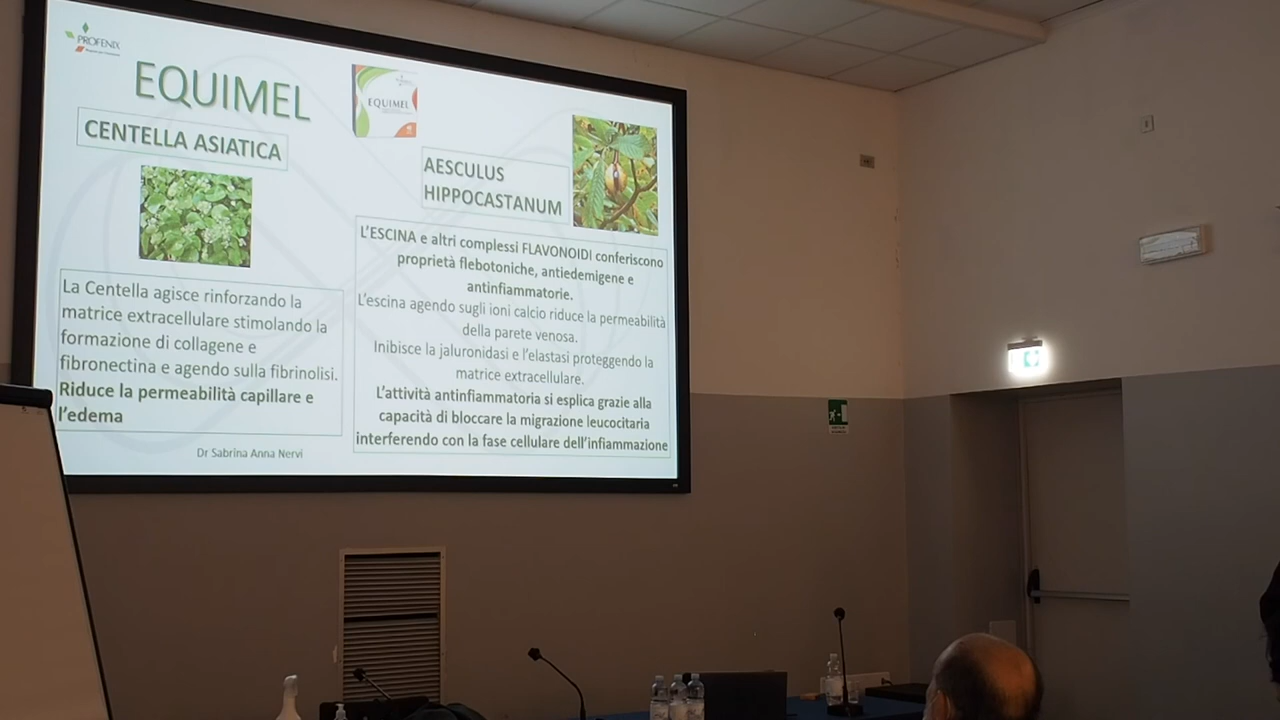 PROFENIX
EQUIMEL
EQUIMEL
CENTELLA ASIATICA
La Centella agisce rinforzando la
matrice extracellulare stimolando la
formazione di collagene e
fibronectina e agendo sulla fibrinolisi.
Riduce la permeabilità capillare e
l'edema
AESCULUS
HIPPOCASTANUM
L'ESCINA e altri complessi FLAVONOIDI conferiscono
proprietà flebotoniche, antiedemigene e
antinfiammatorie.
L'escina agendo sugli ioni calcio riduce la permeabilità
della parete venosa.
Inibisce la jaluronidasi e l'elastasi proteggendo la
matrice extracellulare.
L'attività antinfiammatoria si esplica grazie alla
capacità di bloccare la migrazione leucocitaria
interferendo con la fase cellulare dell'infiammazione
Dr Sabrina Anna Nervi